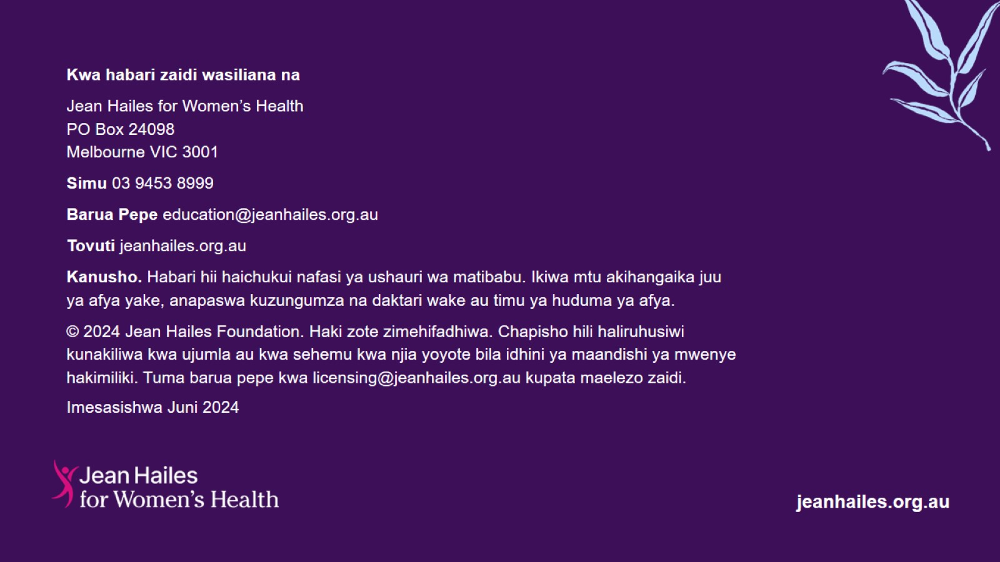 Kwa habari zaidi wasiliana na
Jean Hailes for Women’s Health
PO Box 24098
Melbourne VIC 3001
Simu 03 9453 8999
Barua Pepe education@jeanhailes.org.au
Tovuti jeanhailes.org.au
Kanusho. Habari hii haichukui nafasi ya ushauri wa matibabu. Ikiwa mtu akihangaika juu
ya afya yake, anapaswa kuzungumza na daktari wake au timu ya huduma ya afya.
© 2024 Jean Hailes Foundation. Haki zote zimehifadhiwa. Chapisho hili haliruhusiwi
kunakiliwa kwa ujumla au kwa sehemu kwa njia yoyote bila idhini ya maandishi ya mwenye
hakimiliki. Tuma barua pepe kwa licensing@jeanhailes.org.au kupata maelezo zaidi.
Imesasishwa Juni 2024
Jean Hailes
for Women’s Health
jeanhailes.org.au